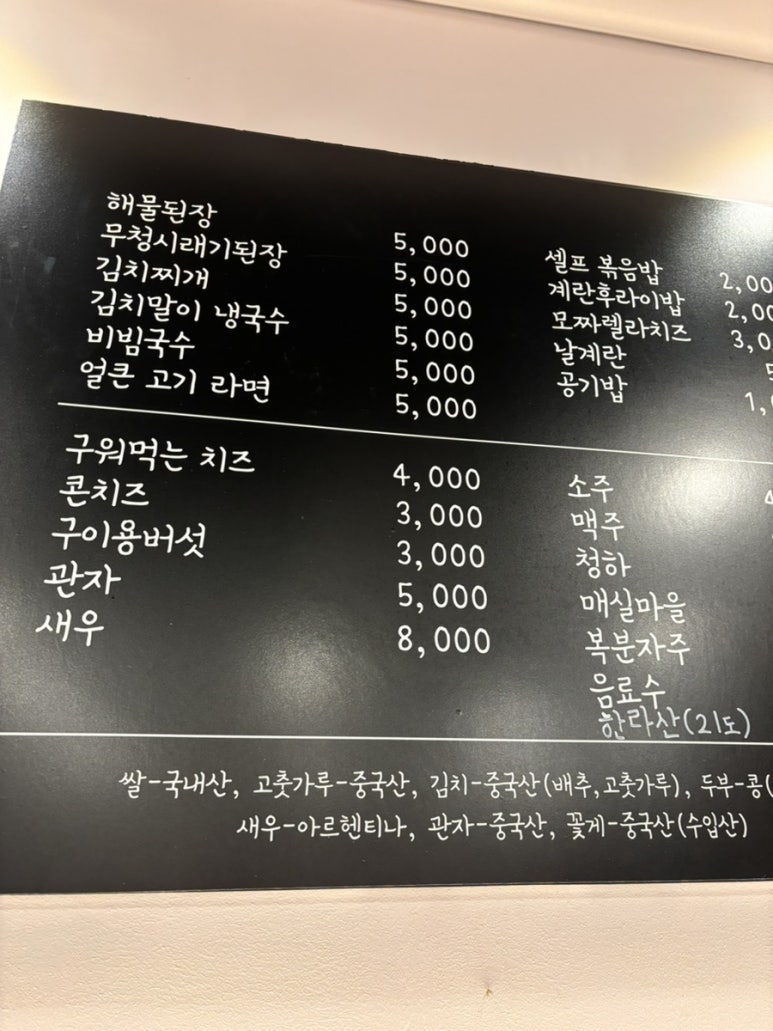 해물된장 5,000
무청시래기된장 5,000
김치찌개 5,000
김치말이 냉국수 5,000
비빔국수 5,000
얼큰 고기 라면 5,000
셀프 볶음밥 2,00
계란후라이밥 2,00
모짜렐라치즈 3,0
날계란
공기밥 1,
구워먹는 치즈 4,000
콘치즈 3,000
구이용버섯 3,000
관자 5,000
새우 8,000
소주
맥주
청하
매실마을
복분자주
음료수
한라산(21도)
쌀-국내산, 고춧가루-중국산, 김치-중국산(배추,고춧가루), 두부-콩(
새우-아르헨티나, 관자-중국산, 꽃게-중국산(수입산)